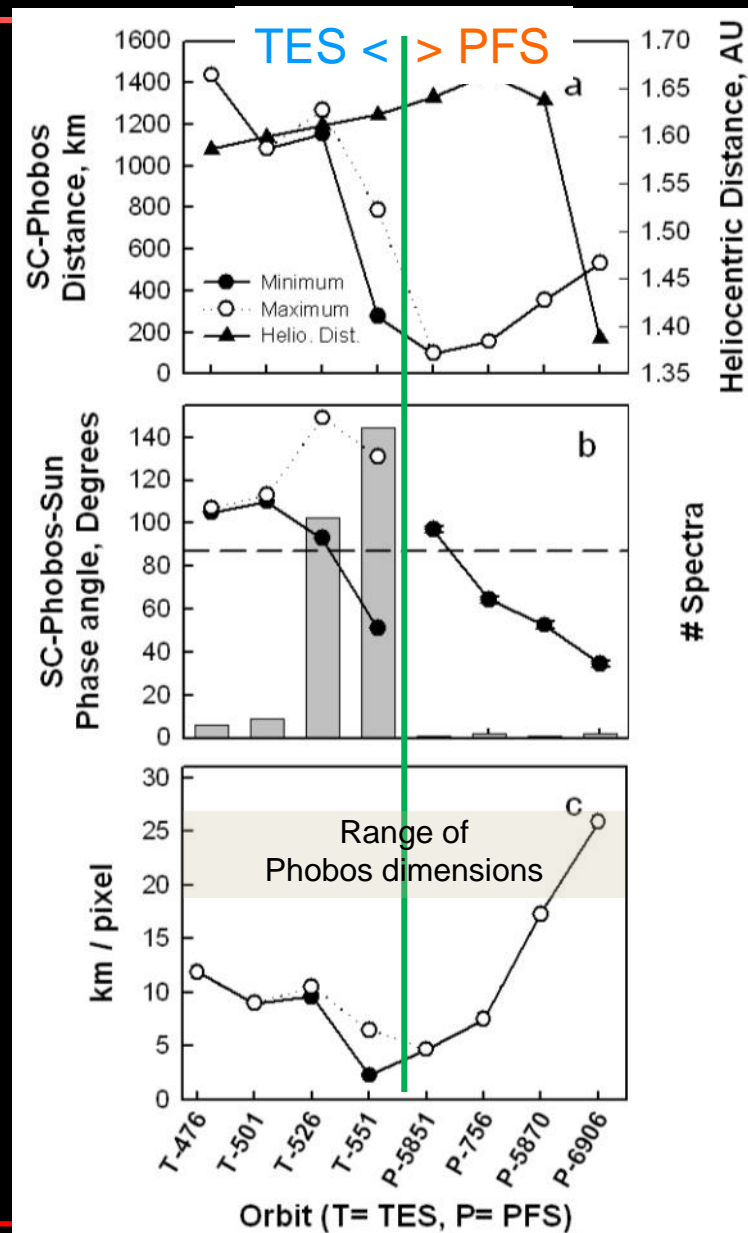 TES < > PFS
1600
1400
1200
1000
800
600
400
200
0
SC-Phobos
Distance, km
Minimum
Maximum
Helio. Dist.
a
1.70
1.65
1.60
1.55
1.50
1.45
1.40
1.35
Heliocentric Distance, AU
140
120
100
80
60
40
20
0
SC-Phobos-Sun
Phase angle, Degrees
b
# Spectra
30
25
20
15
10
5
0
km / pixel
c
Range of
Phobos dimensions
T-476
T-501
T-526
T-551
P-5851
P-756
P-5870
P-6906
Orbit (T= TES, P= PFS)